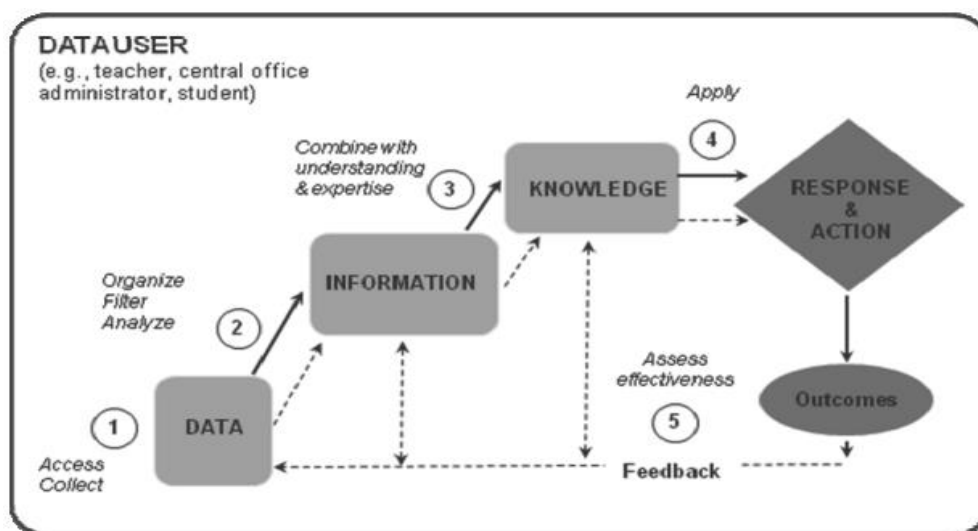 DATA USER
(e.g., teacher, central office
administrator, student)
Apply
4
Combine with
understanding
& expertise
3
KNOWLEDGE
RESPONSE
&
ACTION
Organize
Filter
Analyze
2
INFORMATION
Assess
effectiveness
5
Outcomes
1
DATA
Access
Collect
Feedback